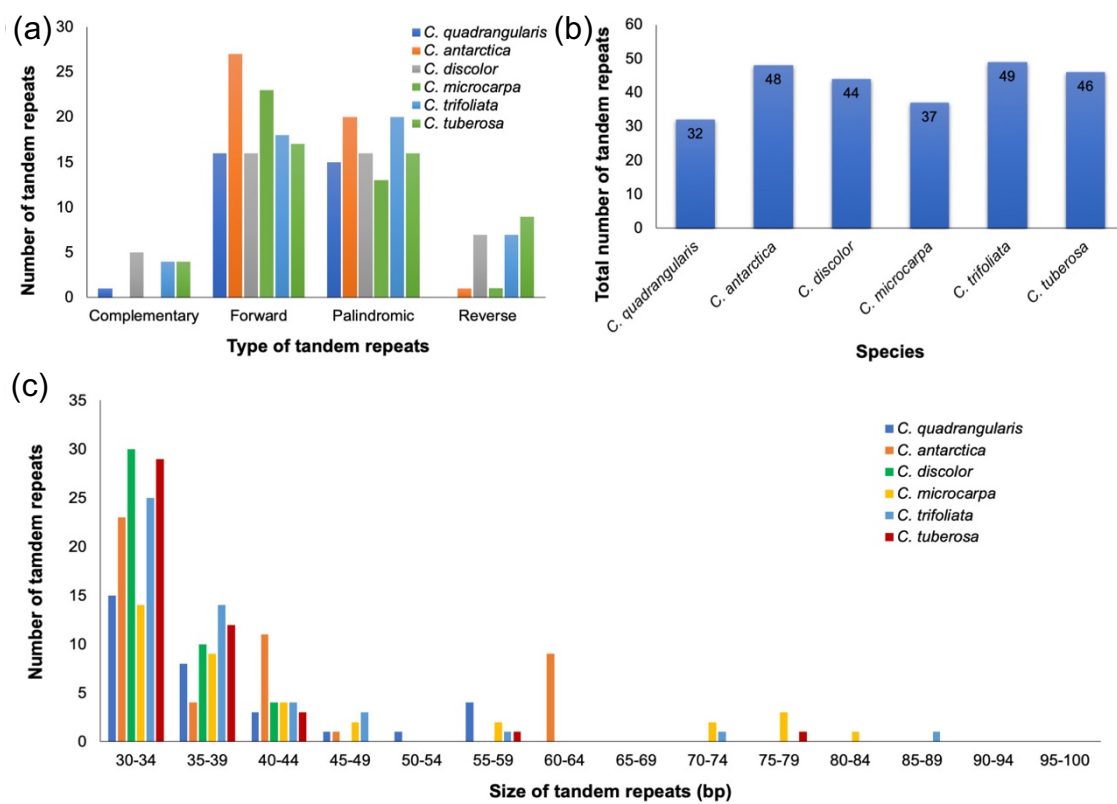 (a)
30
25
20
15
10
5
0
Number of tandem repeats
C. quadrangularis
C. antarctica
C. discolor
C. microcarpa
C. trifoliata
C. tuberosa
Complementary Forward Palindromic Reverse
Type of tandem repeats
(b)
60
50
40
30
20
10
0
Total number of tandem repeats
32 48 44 37 49 46
C. quadrangularis
C. antarctica
C. discolor
C. microcarpa
C. trifoliata
C. tuberosa
Species
(c)
35
30
25
20
15
10
5
0
Number of tamdem repeats
C. quadrangularis
C. antarctica
C. discolor
C. microcarpa
C. trifoliata
C. tuberosa
30-34 35-39 40-44 45-49 50-54 55-59 60-64 65-69 70-74 75-79 80-84 85-89 90-94 95-100
Size of tandem repeats (bp)